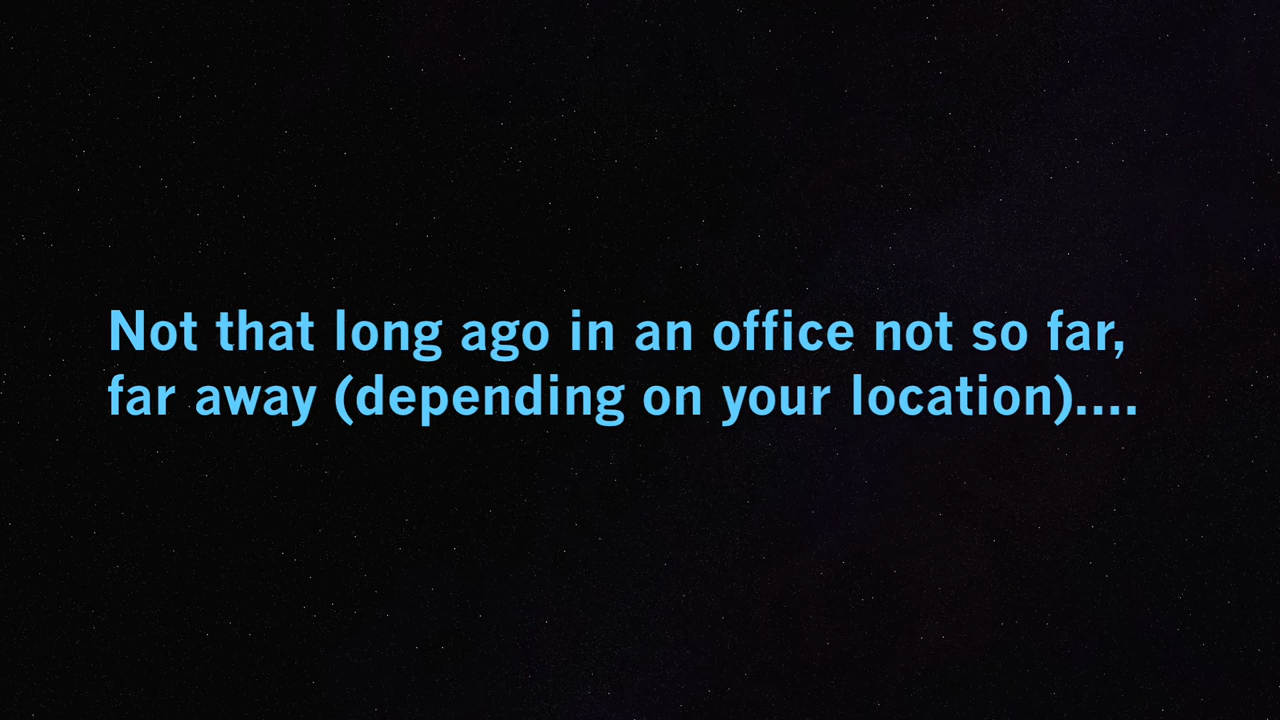 Not that long ago in an office not so far,
far away (depending on your location)....